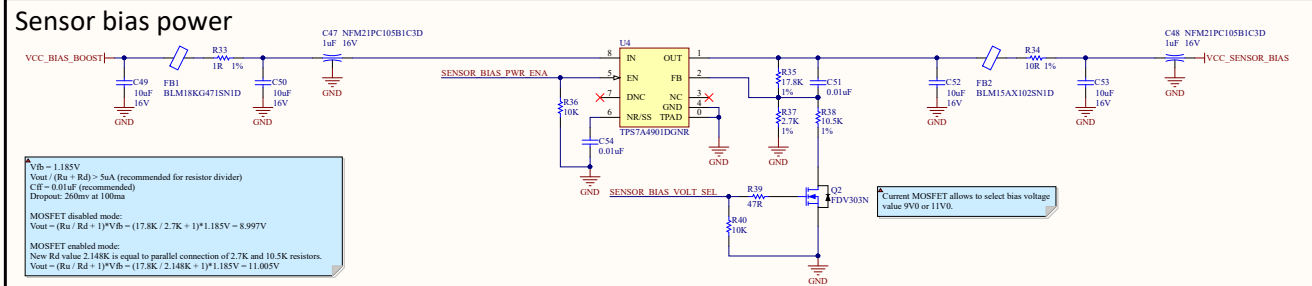 Sensor bias power
VCC_BIAS_BOOST
C49
10uF
16V
GND
FB1
BLM18KG471SN1D
R33
1R 1%
C50
10uF
16V
GND
C47 NFM21PC105B1C3D
1uF 16V
GND
SENSOR_BIAS_PWR_ENA
R36
10K
U4
8 IN
5 EN
7 DNC
6 NR/SS
OUT 1
FB 2
NC 3
GND 4
TPAD 0
TPS7A4901DGNR
C54
0.01uF
GND
GND
R35
17.8K
1%
C51
0.01uF
R37
2.7K
1%
R38
10.5K
1%
GND
C52
10uF
16V
GND
FB2
BLM15AX102SN1D
R34
10R 1%
C53
10uF
16V
GND
C48 NFM21PC105B1C3D
1uF 16V
GND
VCC_SENSOR_BIAS
SENSOR_BIAS_VOLT_SEL
R39
47R
R40
10K
Q2
FDV303N
GND
Vfb = 1.185V
Vout / (Ru + Rd) > 5uA (recommended for resistor divider)
Cff = 0.01uF (recommended)
Dropout: 260mv at 100ma
MOSFET disabled mode:
Vout = (Ru / Rd + 1)*Vfb = (17.8K / 2.7K + 1)*1.185V = 8.997V
MOSFET enabled mode:
New Rd value 2.148K is equal to parallel connection of 2.7K and 10.5K resistors.
Vout = (Ru / Rd + 1)*Vfb = (17.8K / 2.148K + 1)*1.185V = 11.005V
Current MOSFET allows to select bias voltage
value 9V0 or 11V0.